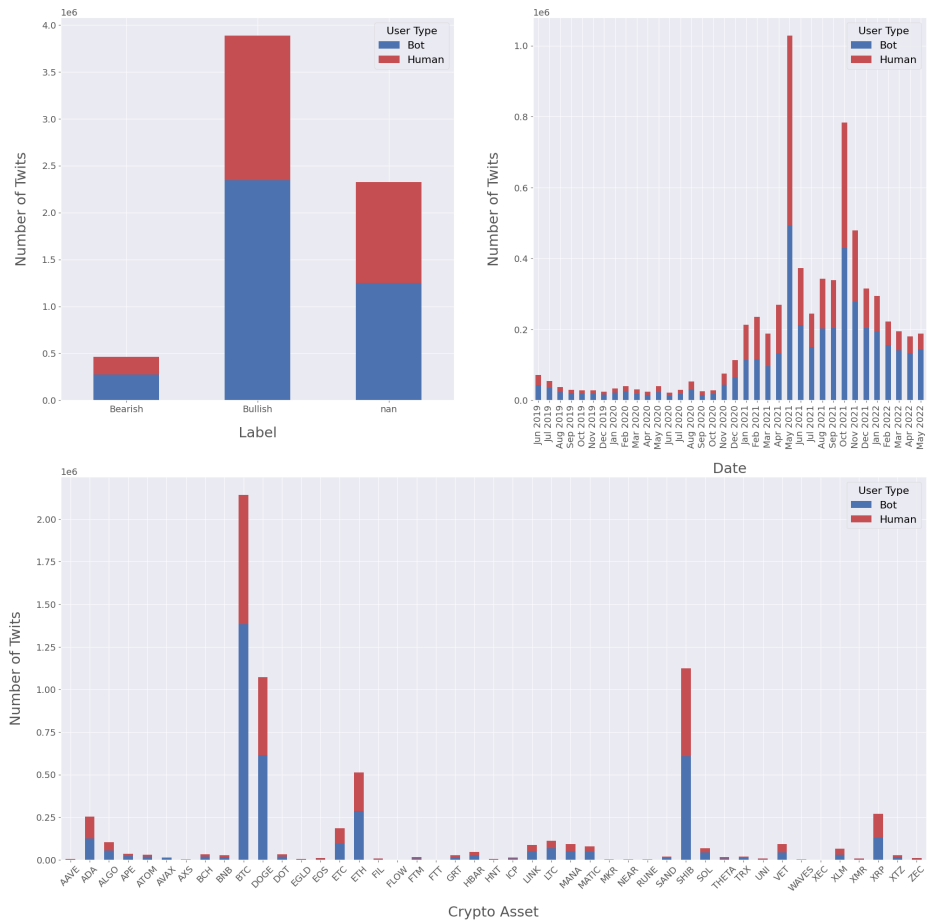 1e6
User Type
Bot
Human
4.0
3.5
3.0
2.5
2.0
1.5
1.0
0.5
0.0
Number of Twits
Bearish Bullish nan
Label
1e6
User Type
Bot
Human
1.0
0.8
0.6
0.4
0.2
0.0
Number of Twits
Jun 2019
Jul 2019
Aug 2019
Sep 2019
Oct 2019
Nov 2019
Dec 2019
Jan 2020
Feb 2020
Mar 2020
Apr 2020
May 2020
Jun 2020
Jul 2020
Aug 2020
Sep 2020
Oct 2020
Nov 2020
Dec 2020
Jan 2021
Feb 2021
Mar 2021
Apr 2021
May 2021
Jun 2021
Jul 2021
Aug 2021
Sep 2021
Oct 2021
Nov 2021
Dec 2021
Jan 2022
Feb 2022
Mar 2022
Apr 2022
May 2022
Date
1e6
User Type
Bot
Human
2.00
1.75
1.50
1.25
1.00
0.75
0.50
0.25
0.00
Number of Twits
AAVE
ADA
ALGO
APE
ATOM
AVAX
AXS
BCH
BNB
BTC
DOGE
DOT
EGLD
EOS
ETC
ETH
FIL
FLOW
FTM
FTT
GRT
HBAR
HNT
ICP
LINK
LTC
MANA
MATIC
MKR
NEAR
RUNE
SAND
SHIB
SOL
THETA
TRX
UNI
VET
WAVES
XEC
XLM
XMR
XRP
XTZ
ZEC
Crypto Asset